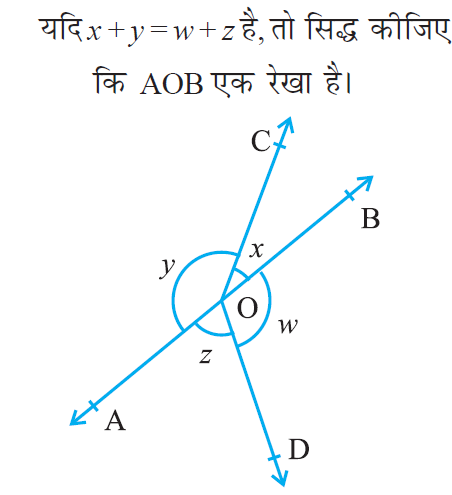 यदि x + y = w + z है, तो सिद्ध कीजिए
कि AOB एक रेखा है।
C
B
x
y
O
w
z
A
D